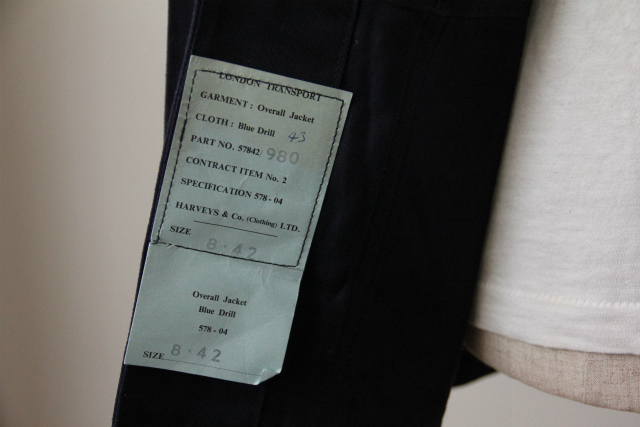 LONDON TRANSPORT
GARMENT : Overall Jacket
CLOTH : Blue Drill 43
PART NO. 57842/ 980
CONTRACT ITEM No. 2
SPECIFICATION 578 - 04
HARVEYS & Co. (Clothing) LTD.
SIZE 8·42
Overall Jacket
Blue Drill
578 - 04
SIZE 8·42